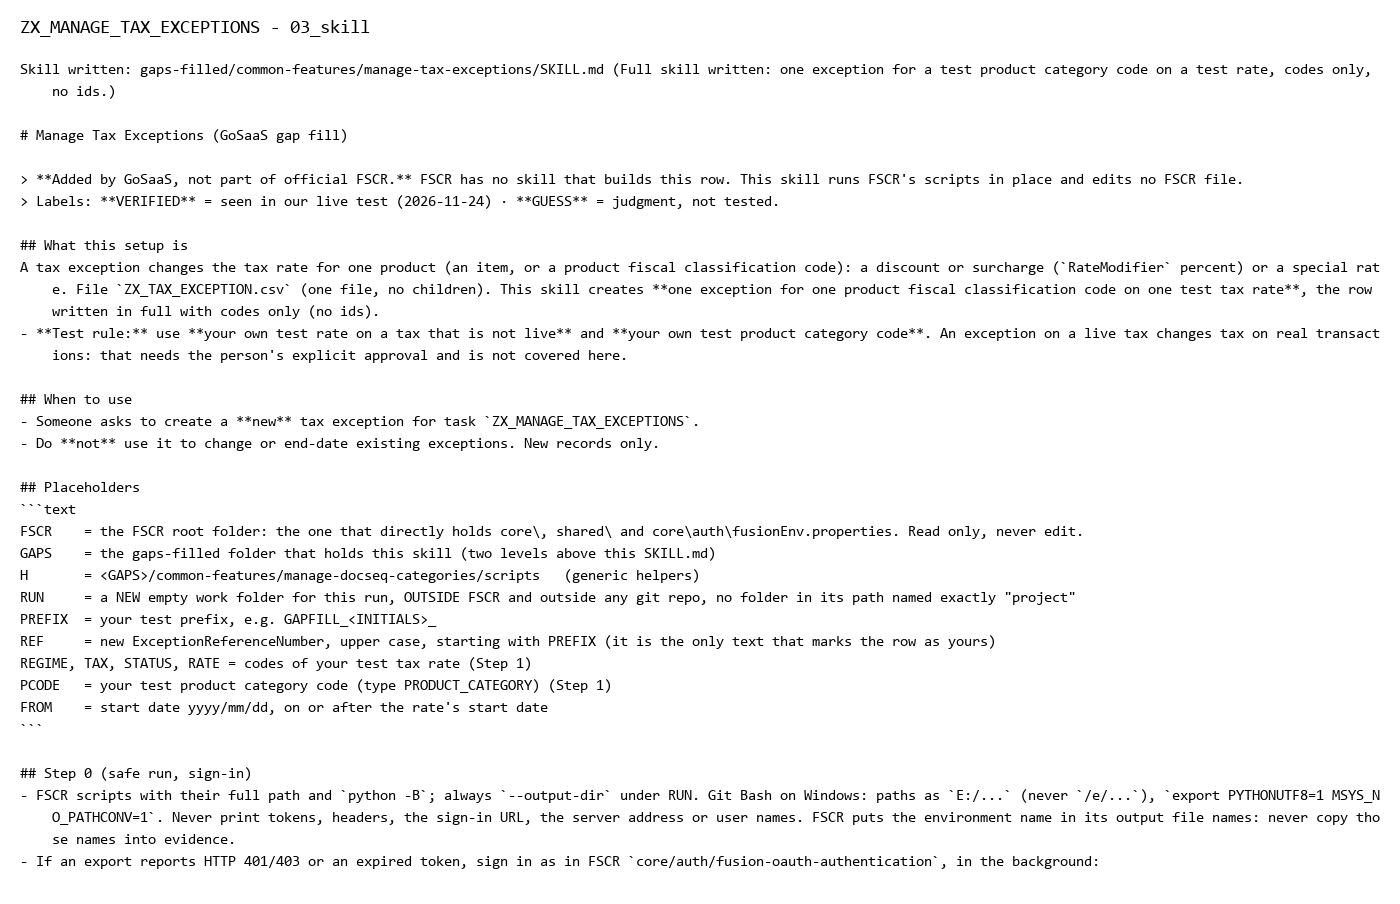 ZX_MANAGE_TAX_EXCEPTIONS - 03_skill
Skill written: gaps-filled/common-features/manage-tax-exceptions/SKILL.md (Full skill written: one exception for a test product category code on a test rate, codes only,
no ids.)
# Manage Tax Exceptions (GoSaaS gap fill)
> **Added by GoSaaS, not part of official FSCR.** FSCR has no skill that builds this row. This skill runs FSCR's scripts in place and edits no FSCR file.
> Labels: **VERIFIED** = seen in our live test (2026-11-24) · **GUESS** = judgment, not tested.
## What this setup is
A tax exception changes the tax rate for one product (an item, or a product fiscal classification code): a discount or surcharge (`RateModifier` percent) or a special rat
e. File `ZX_TAX_EXCEPTION.csv` (one file, no children). This skill creates **one exception for one product fiscal classification code on one test tax rate**, the row
written in full with codes only (no ids).
- **Test rule:** use **your own test rate on a tax that is not live** and **your own test product category code**. An exception on a live tax changes tax on real transact
ions: that needs the person's explicit approval and is not covered here.
## When to use
- Someone asks to create a **new** tax exception for task `ZX_MANAGE_TAX_EXCEPTIONS`.
- Do **not** use it to change or end-date existing exceptions. New records only.
## Placeholders
```text
FSCR    = the FSCR root folder: the one that directly holds core\, shared\ and core\auth\fusionEnv.properties. Read only, never edit.
GAPS    = the gaps-filled folder that holds this skill (two levels above this SKILL.md)
H       = <GAPS>/common-features/manage-docseq-categories/scripts   (generic helpers)
RUN     = a NEW empty work folder for this run, OUTSIDE FSCR and outside any git repo, no folder in its path named exactly "project"
PREFIX  = your test prefix, e.g. GAPFILL_<INITIALS>_
REF     = new ExceptionReferenceNumber, upper case, starting with PREFIX (it is the only text that marks the row as yours)
REGIME, TAX, STATUS, RATE = codes of your test tax rate (Step 1)
PCODE   = your test product category code (type PRODUCT_CATEGORY) (Step 1)
FROM    = start date yyyy/mm/dd, on or after the rate's start date
```
## Step 0 (safe run, sign-in)
- FSCR scripts with their full path and `python -B`; always `--output-dir` under RUN. Git Bash on Windows: paths as `E:/...` (never `/e/...`), `export PYTHONUTF8=1 MSYS_N
O_PATHCONV=1`. Never print tokens, headers, the sign-in URL, the server address or user names. FSCR puts the environment name in its output file names: never copy tho
se names into evidence.
- If an export reports HTTP 401/403 or an expired token, sign in as in FSCR `core/auth/fusion-oauth-authentication`, in the background: